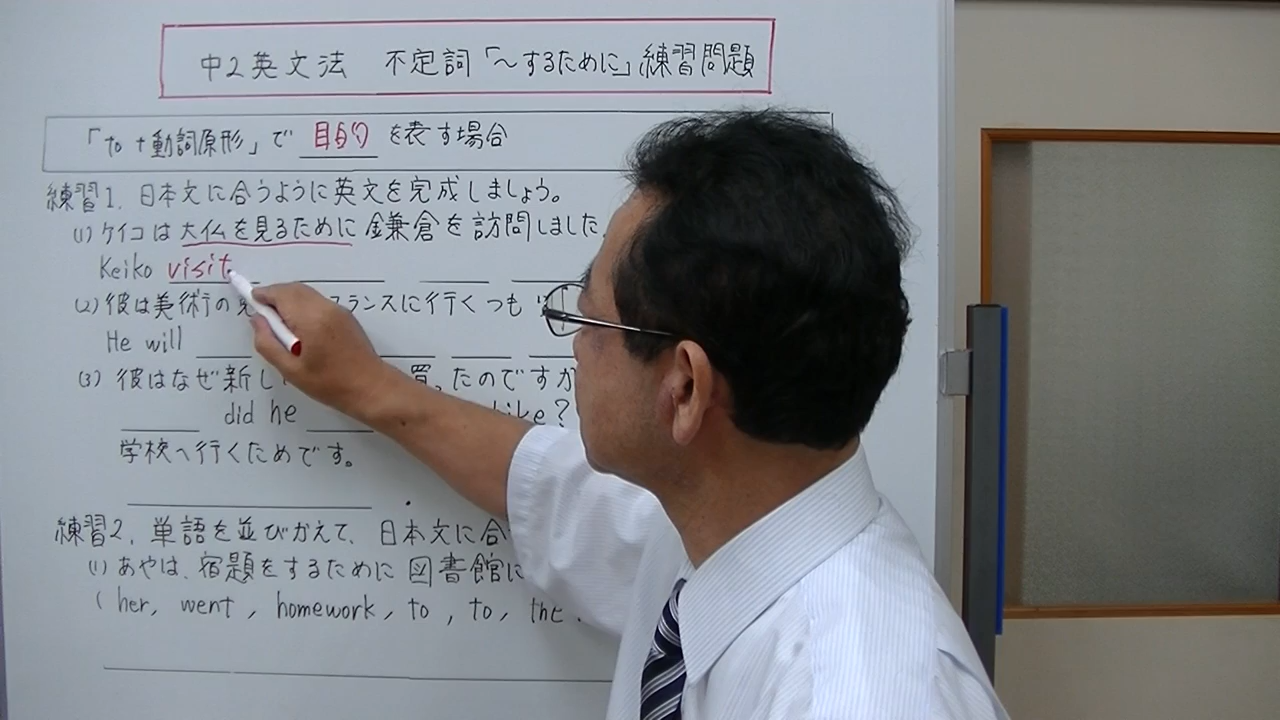 中2英文法 不定詞「～するために」練習問題
「to+動詞原形」で 目的 を表す場合
練習1. 日本文に合うように英文を完成しましょう。
(1) ケイコは大仏を見るために 金兼倉を訪問しました
Keiko visit
(2) 彼は美術行の ランスに行くつも
He will
(3) 彼はなぜ新し 買ったのですか
did he bike?
学校へ行くためです。
練習2. 単語を並びかえて、日本文に合
(1) あやは、宿題をするために 図書館に
( her, went, homework, to, to, the